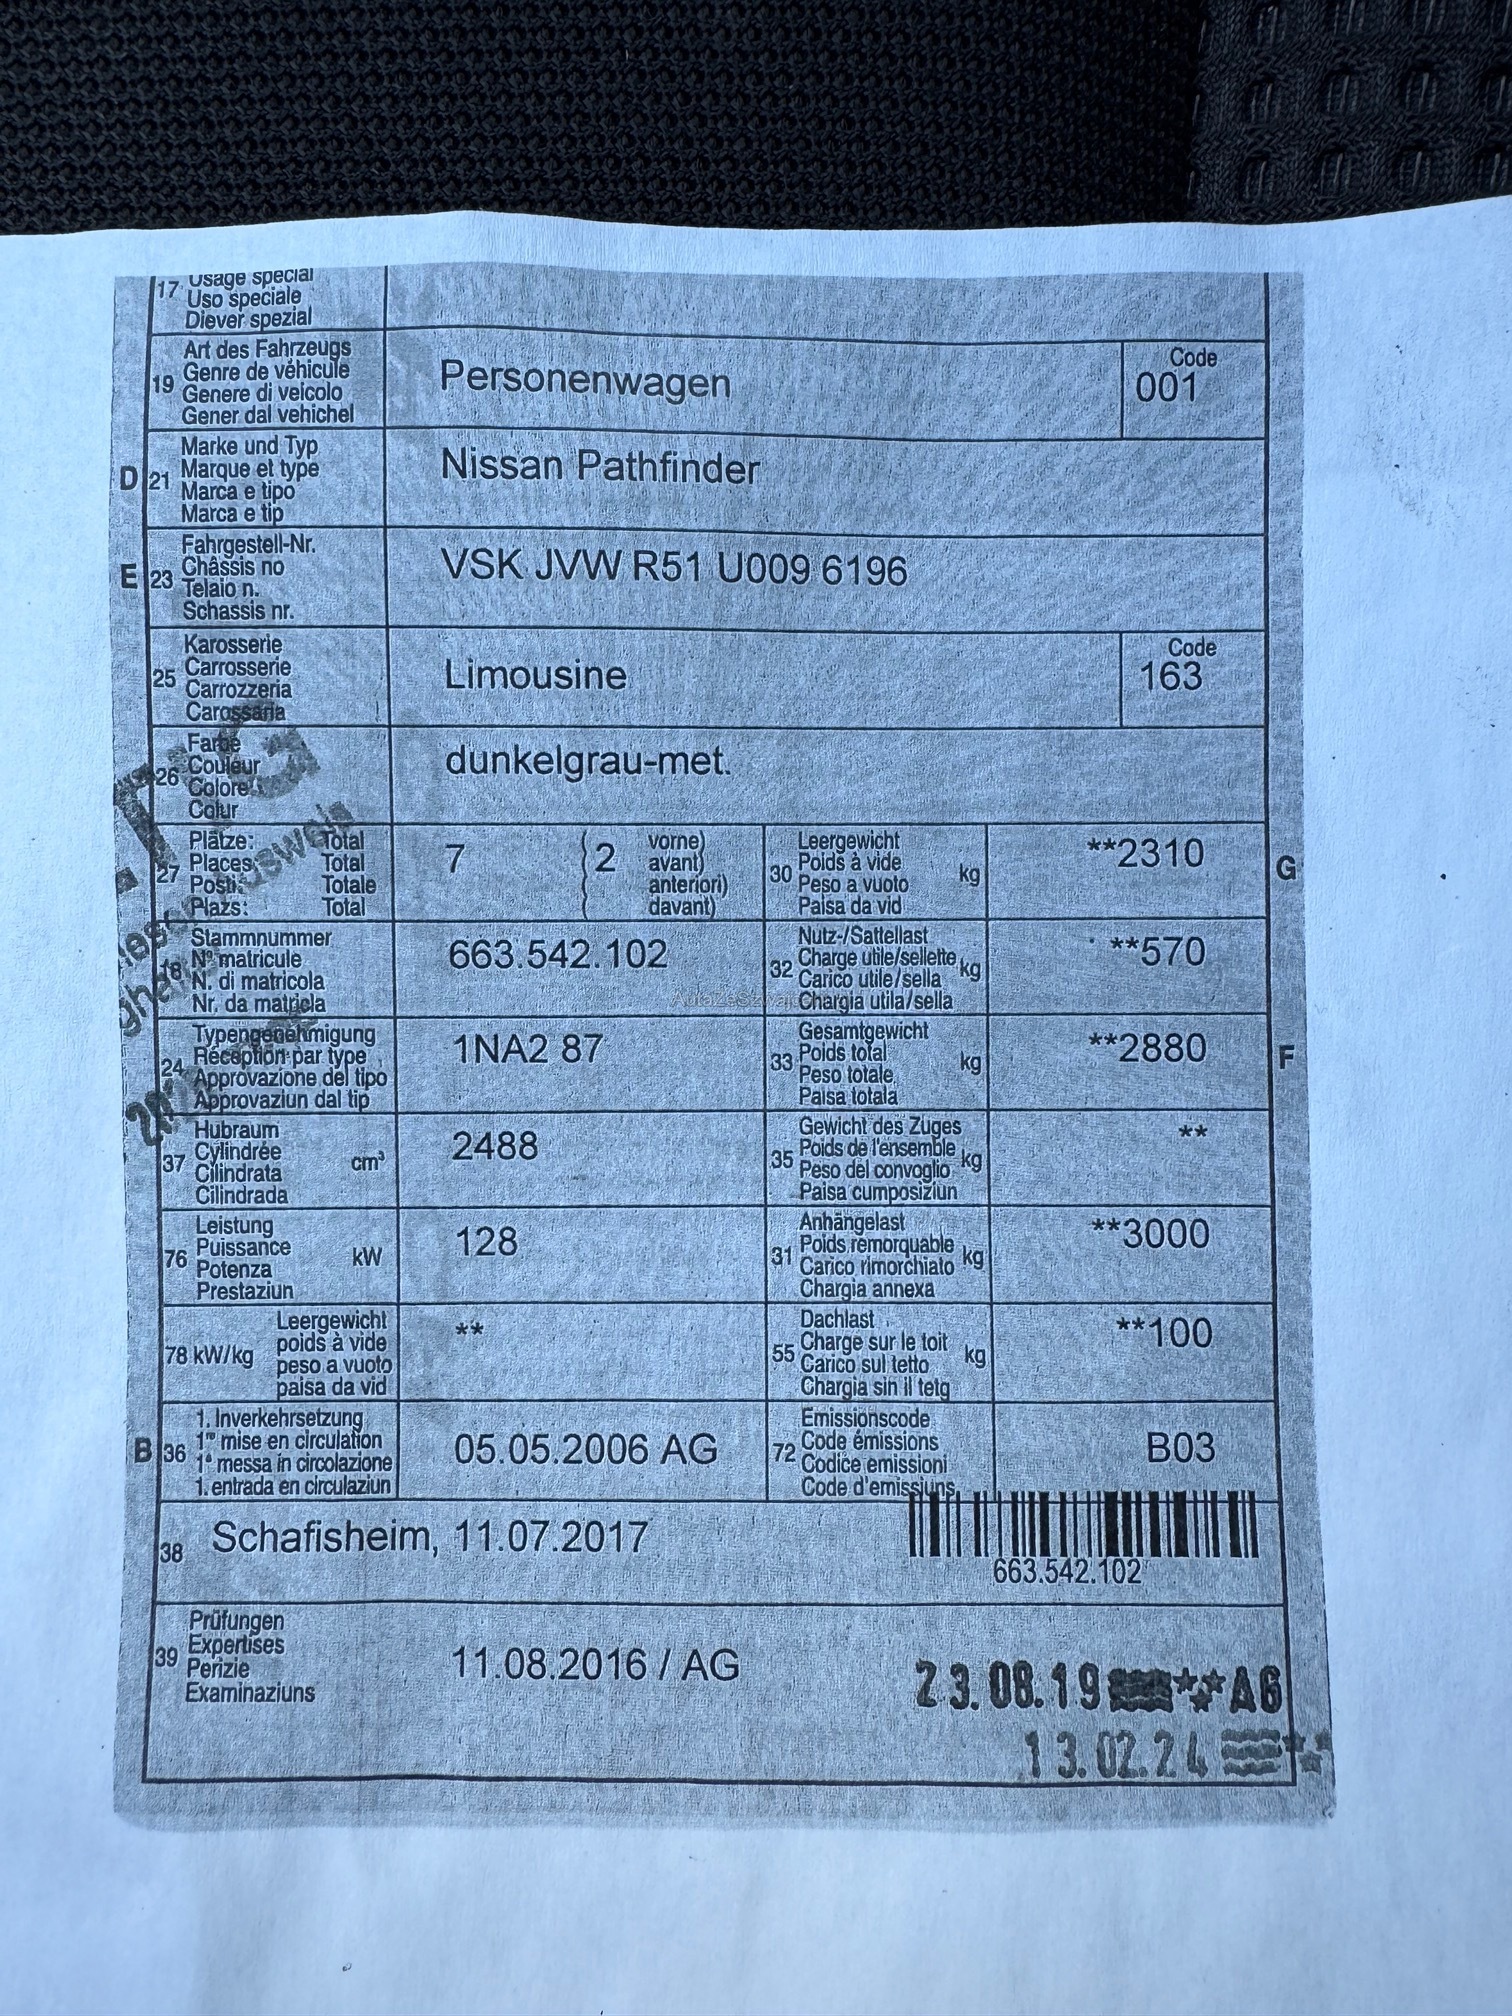 17 Usage spécial
Uso speciale
Diever spezial
19 Art des Fahrzeugs
Genre de véhicule
Genere di veicolo
Gener dal vehichel
Personenwagen
Code
001
D 21 Marke und Typ
Marque et type
Marca e tipo
Marca e tip
Nissan Pathfinder
E 23 Fahrgestell-Nr.
Châssis no
Telaio n.
Schassis nr.
VSK JVW R51 U009 6196
25 Karosserie
Carrosserie
Carrozzeria
Carossaria
Limousine
Code
163
26 Farbe
Couleur
Colore
Colur
dunkelgrau-met.
27 Plätze: Total
Places: Total
Posti: Totale
Plazs: Total
7 ( 2 vorne)
avant)
anteriori)
davant)
30 Leergewicht
Poids à vide
Peso a vuoto
Paisa da vid
kg
**2310
G
18 Stammnummer
N° matricule
N. di matricola
Nr. da matricla
663.542.102
32 Nutz-/Sattellast
Charge utile/sellette
Carico utile/sella
Chargia utila/sella
kg
**570
24 Typengenehmigung
Réception par type
Approvazione del tipo
Approvaziun dal tip
1NA2 87
33 Gesamtgewicht
Poids total
Peso totale
Paisa totala
kg
**2880
F
37 Hubraum
Cylindrée
Cilindrata
Cilindrada
cm³
2488
35 Gewicht des Zuges
Poids de l'ensemble
Peso del convoglio
Paisa cumposiziun
kg
**
76 Leistung
Puissance
Potenza
Prestaziun
kW
128
31 Anhängelast
Poids remorquable
Carico rimorchiato
Chargia annexa
kg
**3000
78 kW/kg
Leergewicht
poids à vide
peso a vuoto
paisa da vid
**
55 Dachlast
Charge sur le toit
Carico sul tetto
Chargia sin il tetg
kg
**100
B 36 1. Inverkehrsetzung
1re mise en circulation
1a messa in circolazione
1. entrada en circulaziun
05.05.2006 AG
72 Emissionscode
Code émissions
Codice emissioni
Code d'emissiuns
B03
38 Schafisheim, 11.07.2017
663.542.102
39 Prüfungen
Expertises
Perizie
Examinaziuns
11.08.2016 / AG
23.08.19 AG
13.02.24